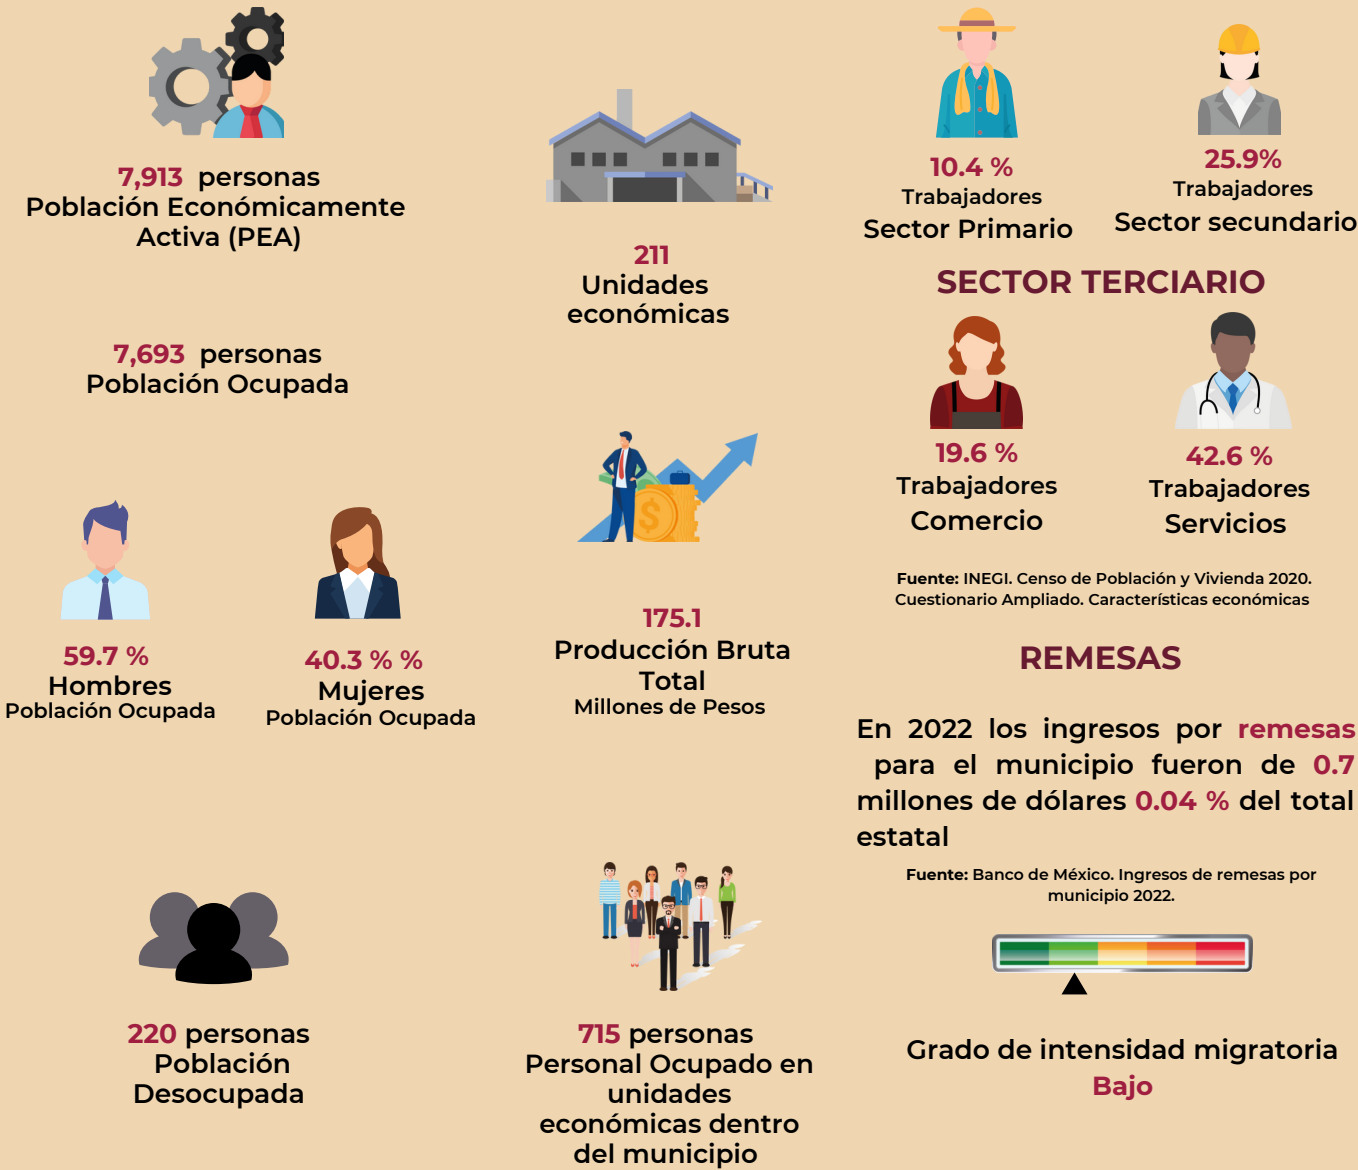 7,913 personas
Población Económicamente
Activa (PEA)
7,693 personas
Población Ocupada
59.7 %
Hombres
Población Ocupada
40.3 % %
Mujeres
Población Ocupada
220 personas
Población
Desocupada
211
Unidades
económicas
175.1
Producción Bruta
Total
Millones de Pesos
715 personas
Personal Ocupado en
unidades
económicas dentro
del municipio
10.4 %
Trabajadores
Sector Primario
25.9%
Trabajadores
Sector secundario
SECTOR TERCIARIO
19.6 %
Trabajadores
Comercio
42.6 %
Trabajadores
Servicios
Fuente: INEGI. Censo de Población y Vivienda 2020.
Cuestionario Ampliado. Características económicas
REMESAS
En 2022 los ingresos por remesas
para el municipio fueron de 0.7
millones de dólares 0.04 % del total
estatal
Fuente: Banco de México. Ingresos de remesas por
municipio 2022.
Grado de intensidad migratoria
Bajo